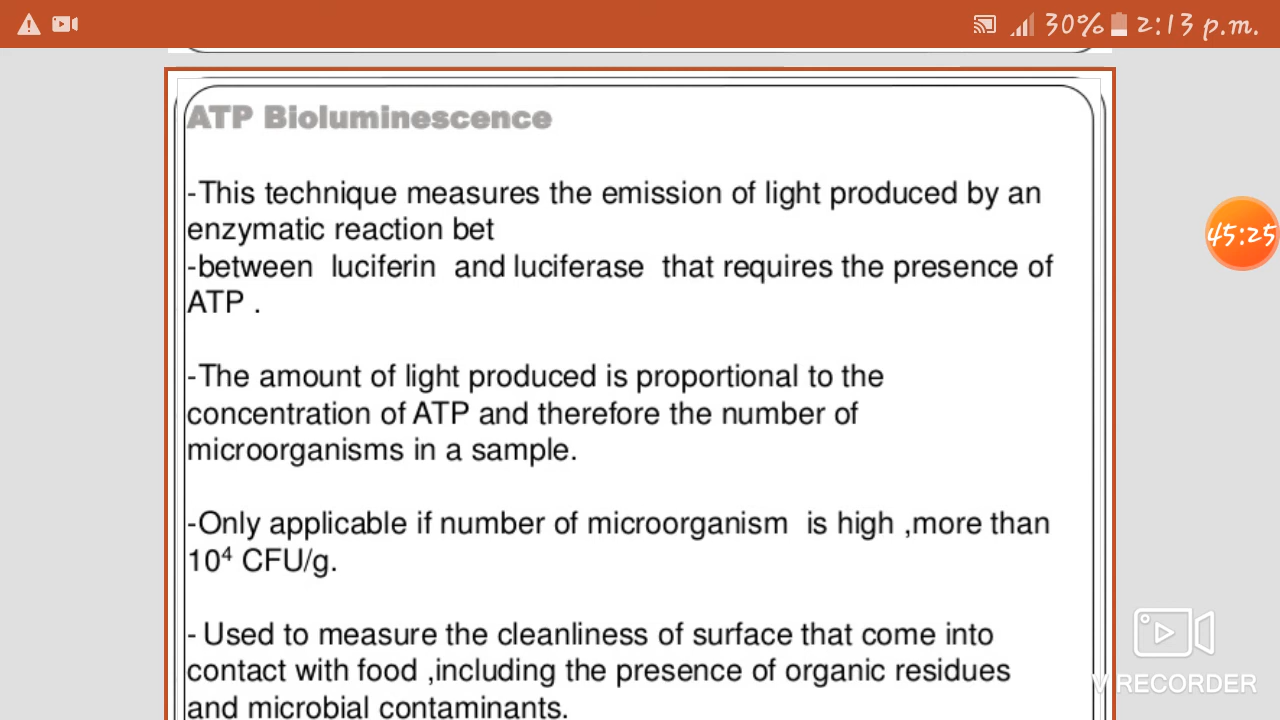 30% 2:13 p.m.
ATP Bioluminescence
-This technique measures the emission of light produced by an
enzymatic reaction bet
-between luciferin and luciferase that requires the presence of
ATP .
45:25
-The amount of light produced is proportional to the
concentration of ATP and therefore the number of
microorganisms in a sample.
-Only applicable if number of microorganism is high ,more than
10⁴ CFU/g.
- Used to measure the cleanliness of surface that come into
contact with food ,including the presence of organic residues
and microbial contaminants.
V RECORDER